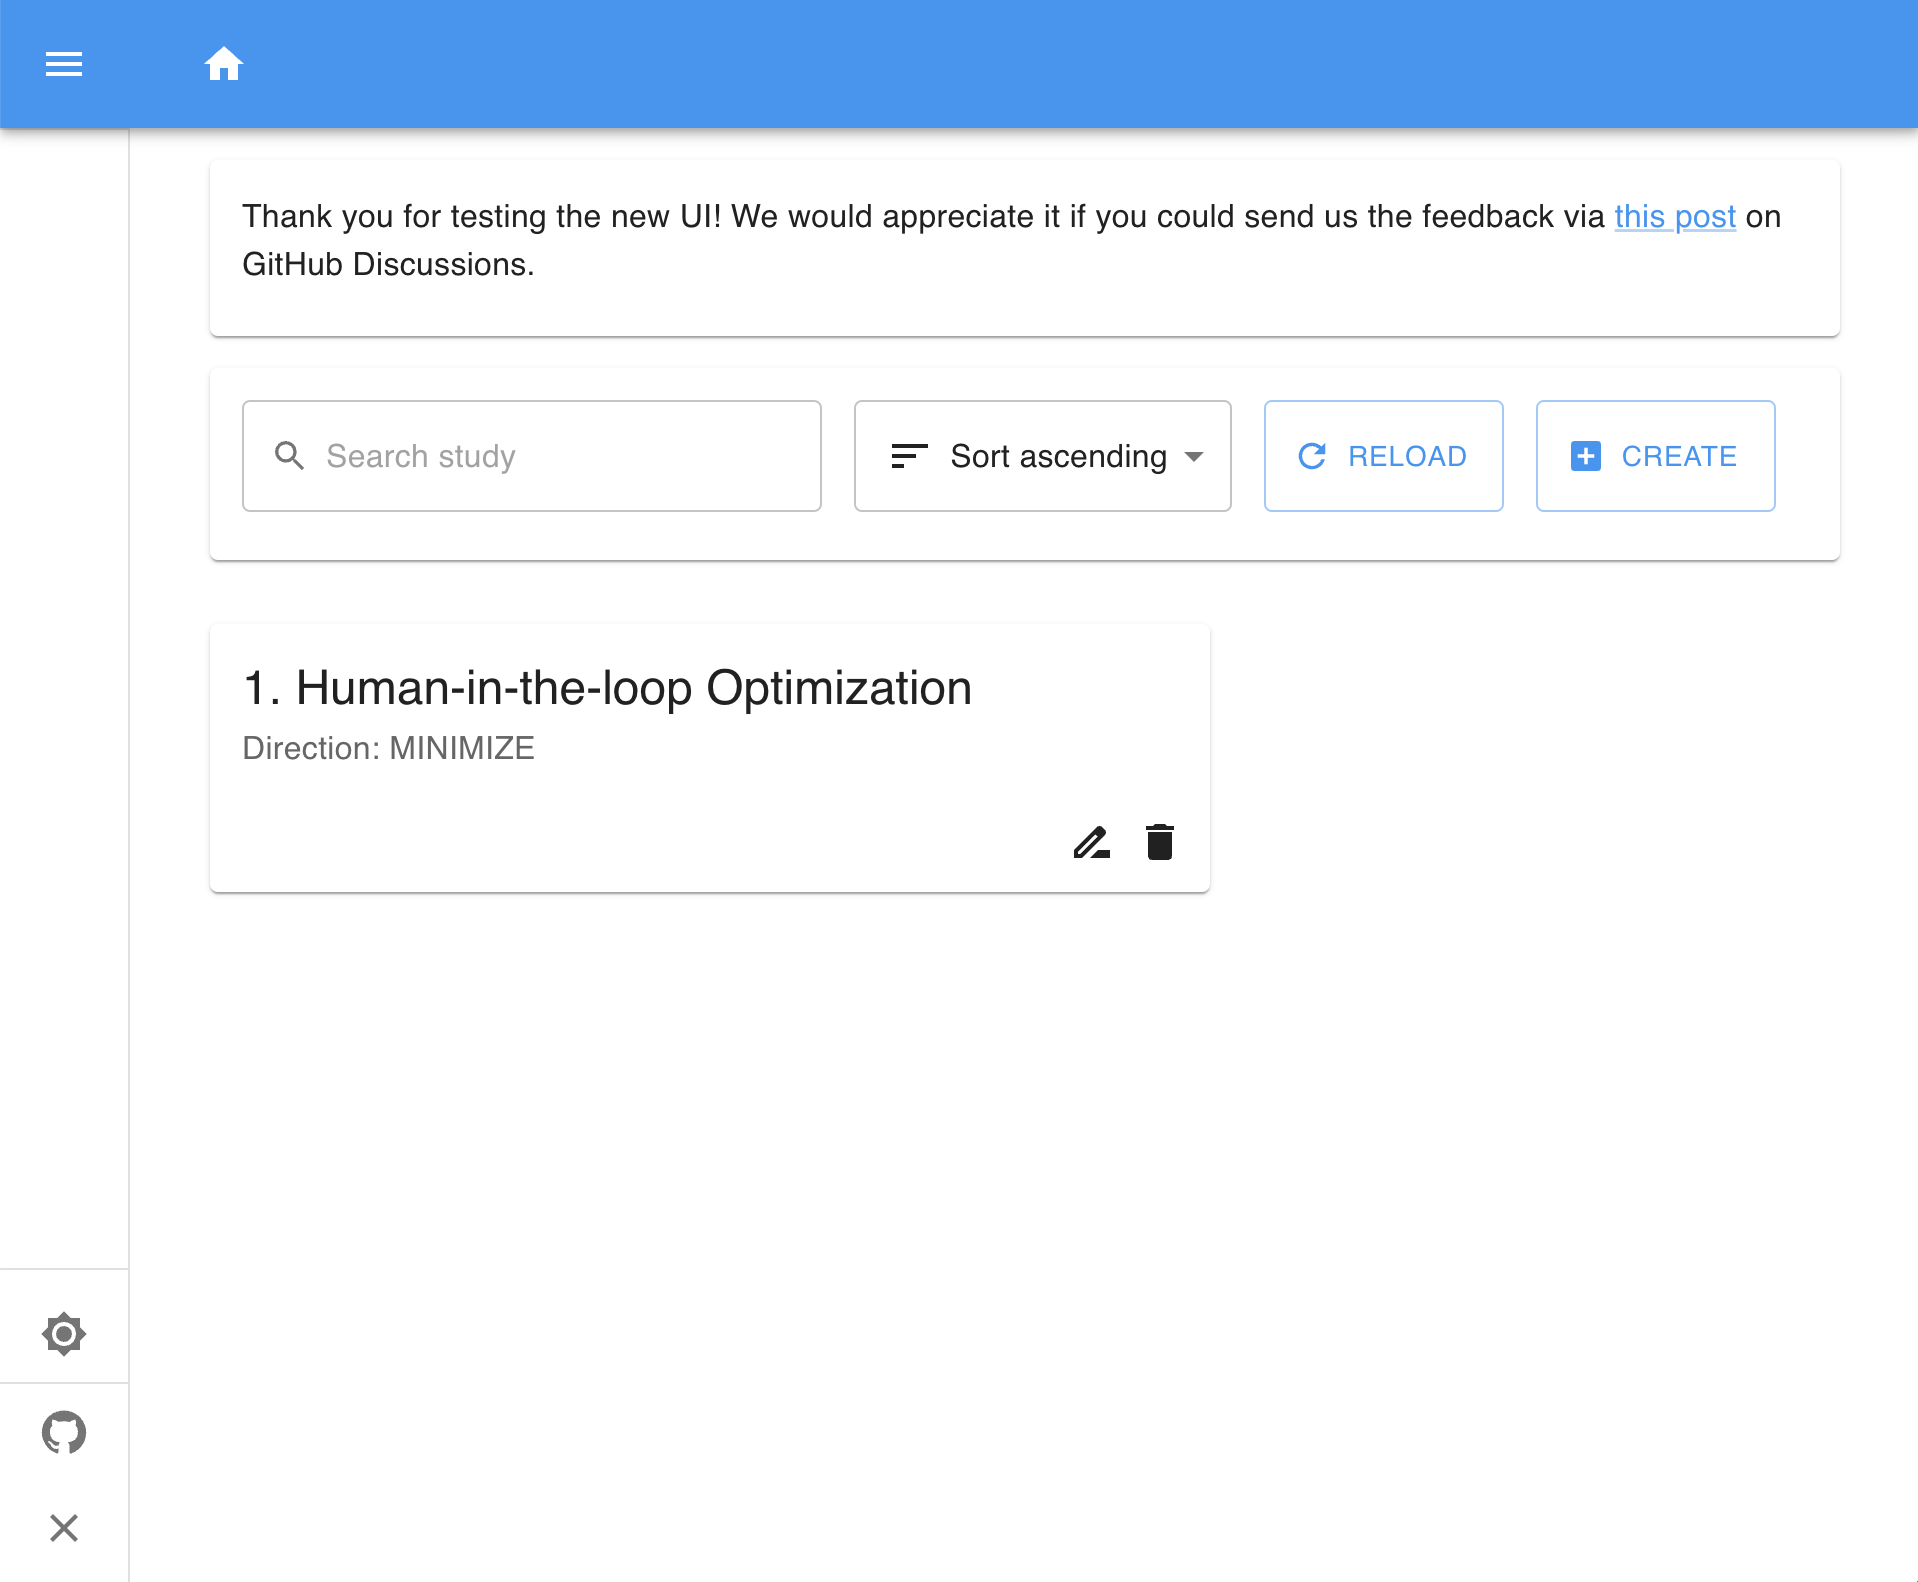 Thank you for testing the new UI! We would appreciate it if you could send us the feedback via this post on
GitHub Discussions.
Search study
Sort ascending
RELOAD
CREATE
1. Human-in-the-loop Optimization
Direction: MINIMIZE